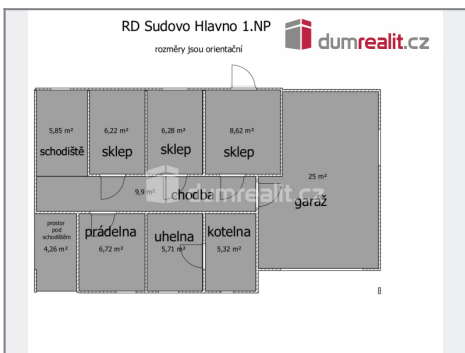 RD Sudovo Hlavno 1.NP
rozměry jsou orientační
dumrealit.cz
5,85 m²
schodiště
6,22 m²
sklep
6,28 m²
sklep
8,62 m²
sklep
25 m²
garáž
9,9
chodba
dumrealit.cz
prostor
pod
schodištěm
4,26 m²
prádelna
6,72 m²
uhelna
5,71 m²
kotelna
5,32 m²